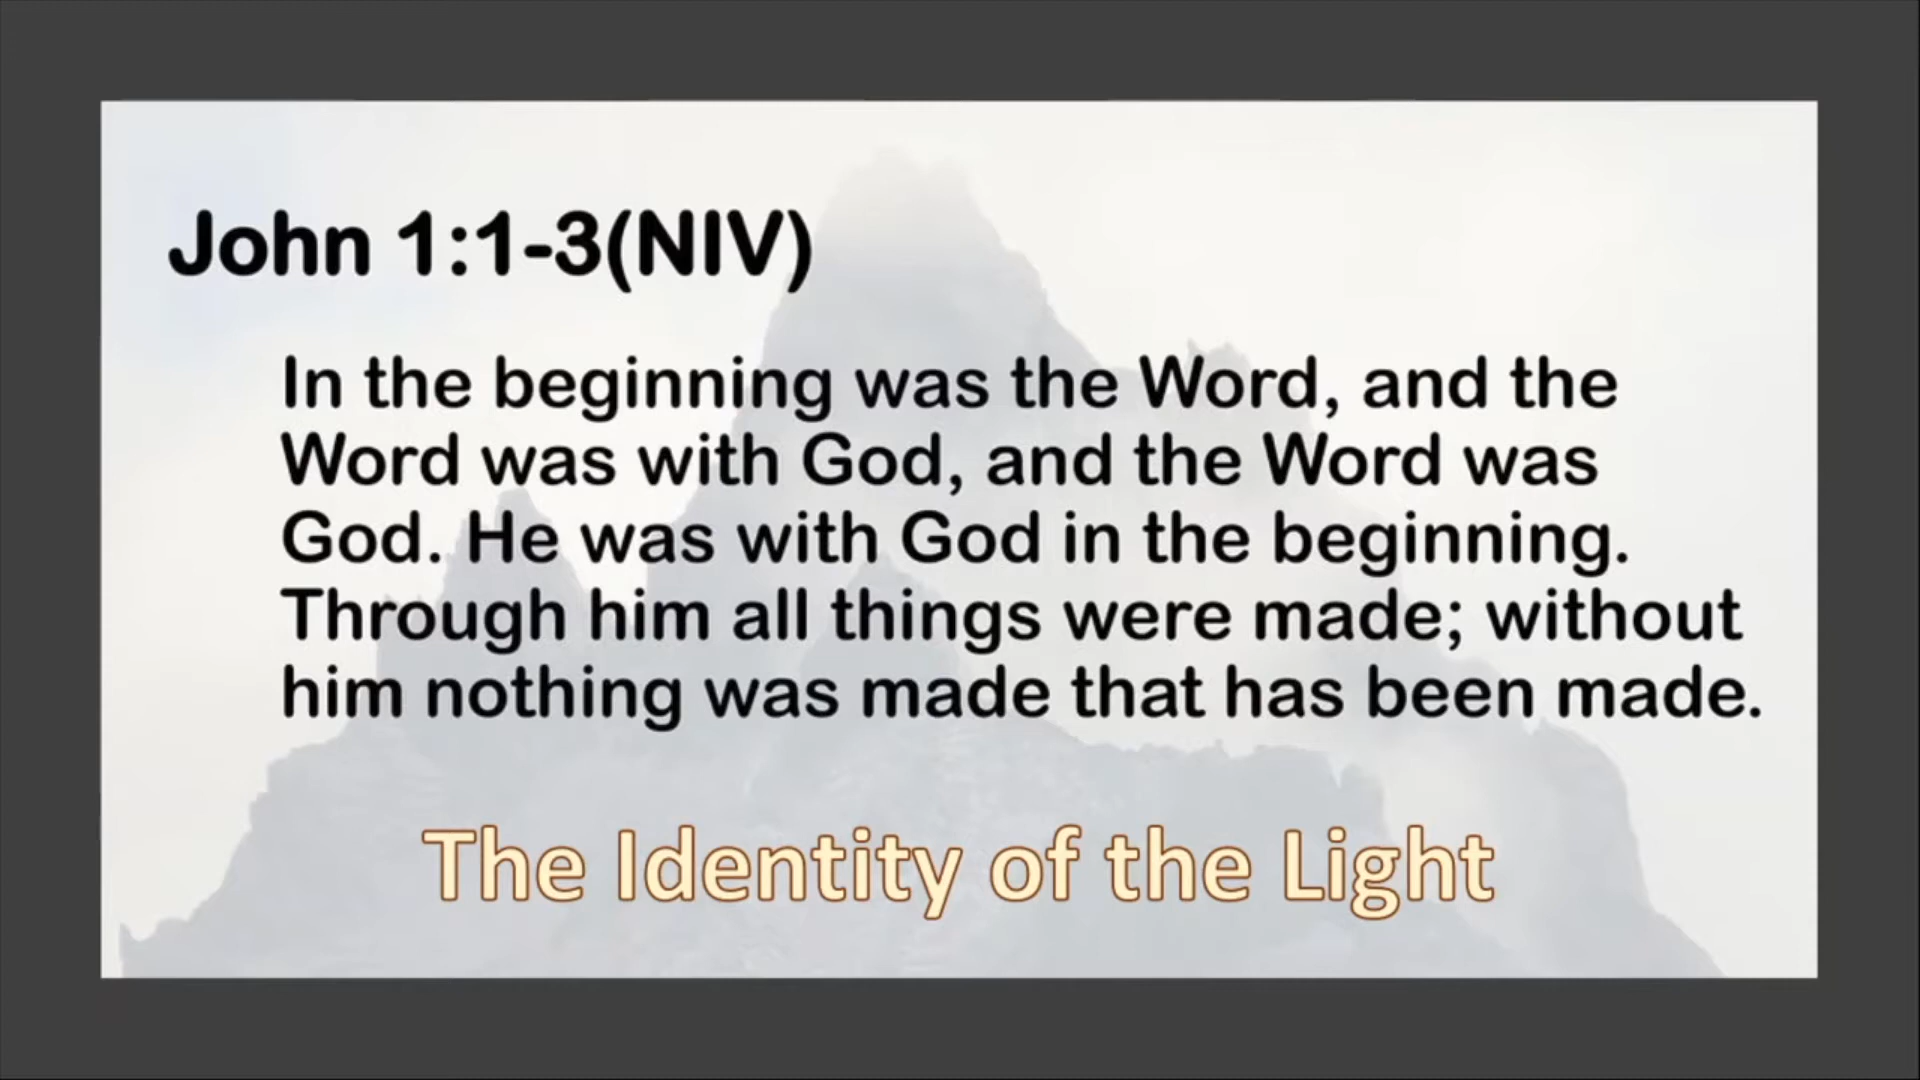 John 1:1-3(NIV)
In the beginning was the Word, and the
Word was with God, and the Word was
God. He was with God in the beginning.
Through him all things were made; without
him nothing was made that has been made.
The Identity of the Light